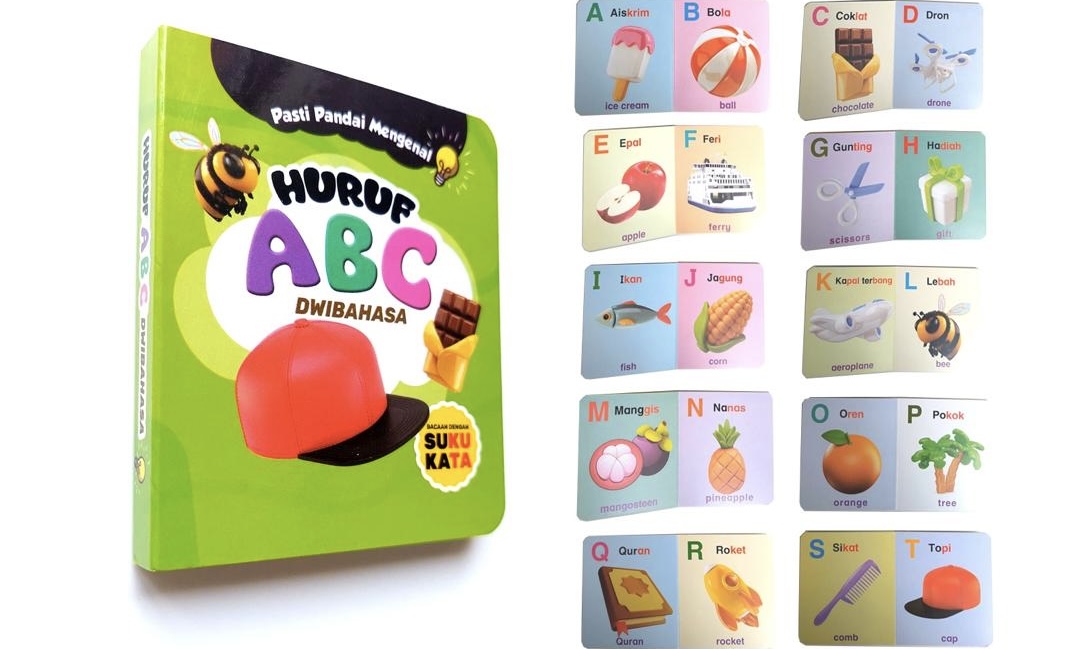 Pasti Pandai Mengenal
HURUF
ABC
DWIBAHASA
BACAAN DENGAN
SUKU
KATA
HURUF ABC DWIBAHASA
A Aiskrim
ice cream
B Bola
ball
C Coklat
chocolate
D Dron
drone
E Epal
apple
F Feri
ferry
G Gunting
scissors
H Hadiah
gift
I Ikan
fish
J Jagung
corn
K Kapal terbang
aeroplane
L Lebah
bee
M Manggis
mangosteen
N Nanas
pineapple
O Oren
orange
P Pokok
tree
Q Quran
Quran
R Roket
rocket
S Sikat
comb
T Topi
cap